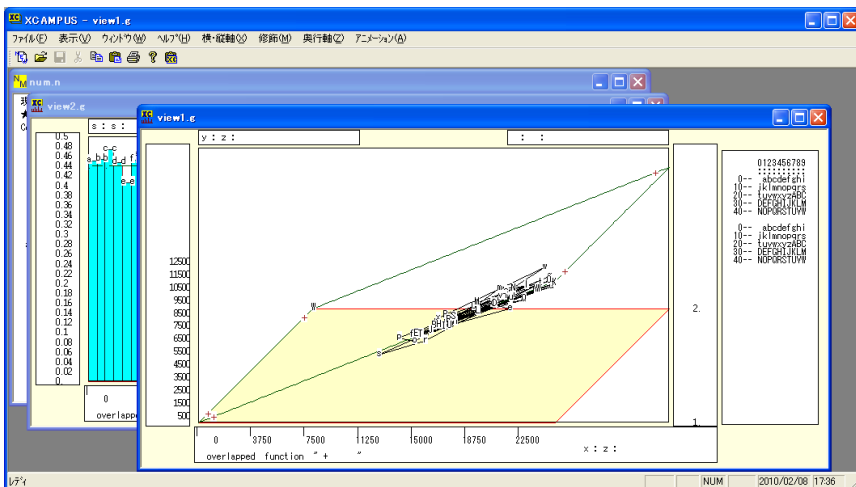 XCAMPUS - view1.g
ファイル(F) 表示(V) ウィンドウ(W) ヘルプ(H) 横・縦軸(X) 修飾(M) 奥行軸(Z) アニメーション(A)
num.n
view2.g
s : s :
0.5
0.48
0.46
0.44
0.42
0.4
0.38
0.36
0.34
0.32
0.3
0.28
0.26
0.24
0.22
0.2
0.18
0.16
0.14
0.12
0.1
0.08
0.06
0.04
0.02
0.
0
overlapped
view1.g
y : z :
: :
12500
11500
10500
9500
8500
7500
6500
5500
4500
3500
2500
1500
500
2.
1.
0 3750 7500 11250 15000 18750 22500
overlapped function " + "
x : z :
0123456789
::::::::::
0-- abcdefghi
10-- jklmnopqrs
20-- tuvwxyzABC
30-- DEFGHIJKLM
40-- NOPQRSTUVW
0-- abcdefghi
10-- jklmnopqrs
20-- tuvwxyzABC
30-- DEFGHIJKLM
40-- NOPQRSTUVW
レディ
NUM
2010/02/08 17:36